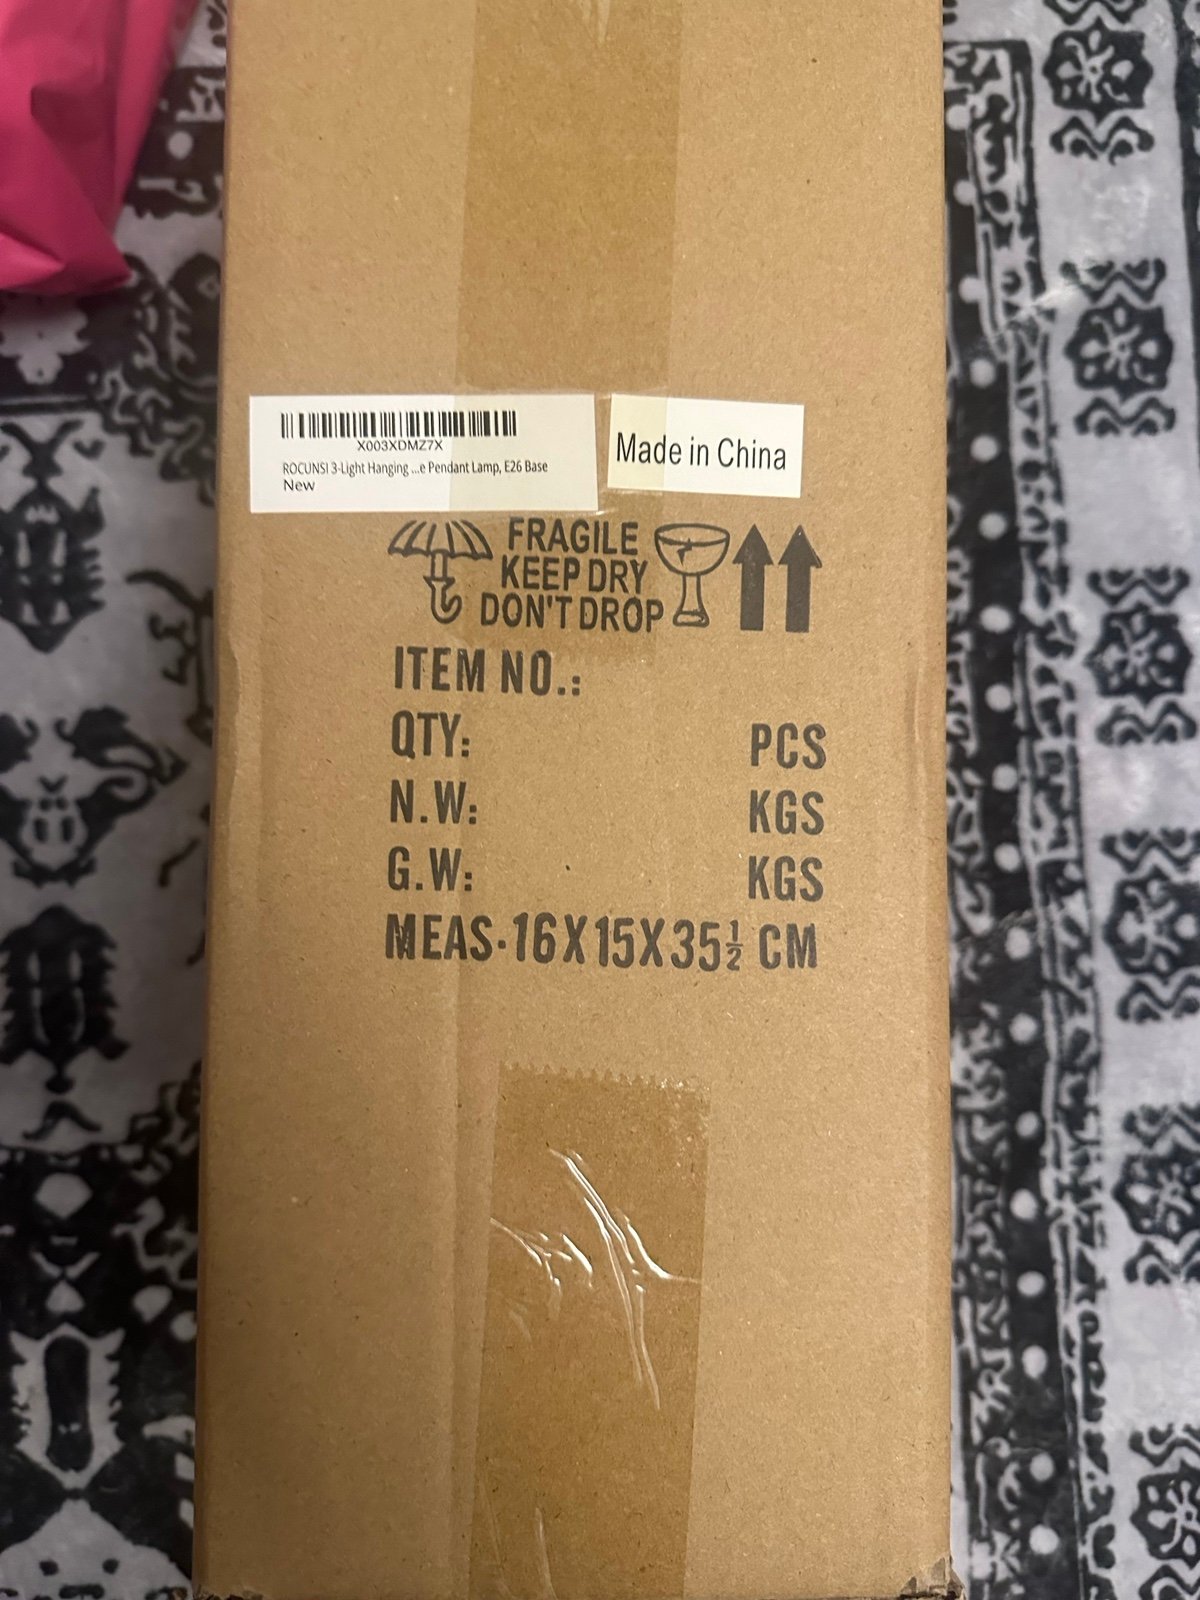 X003XDMZ7X
ROCUNSI 3-Light Hanging ...e Pendant Lamp, E26 Base
New
Made in China
FRAGILE
KEEP DRY
DON'T DROP
ITEM NO.:
QTY: PCS
N.W: KGS
G.W: KGS
MEAS.16X15X35½ CM